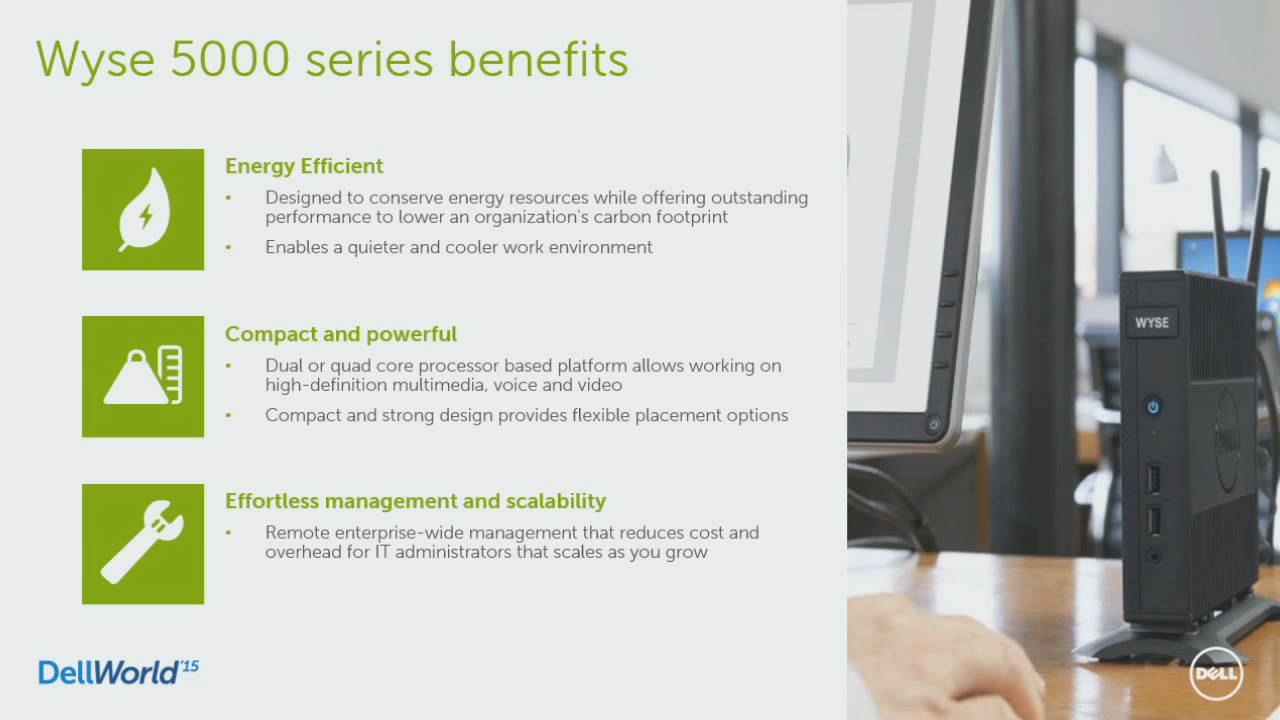 Wyse 5000 series benefits
Energy Efficient
• Designed to conserve energy resources while offering outstanding
performance to lower an organization's carbon footprint
• Enables a quieter and cooler work environment
Compact and powerful
• Dual or quad core processor based platform allows working on
high-definition multimedia, voice and video
• Compact and strong design provides flexible placement options
Effortless management and scalability
• Remote enterprise-wide management that reduces cost and
overhead for IT administrators that scales as you grow
DellWorld'15
WYSE
DELL
DELL